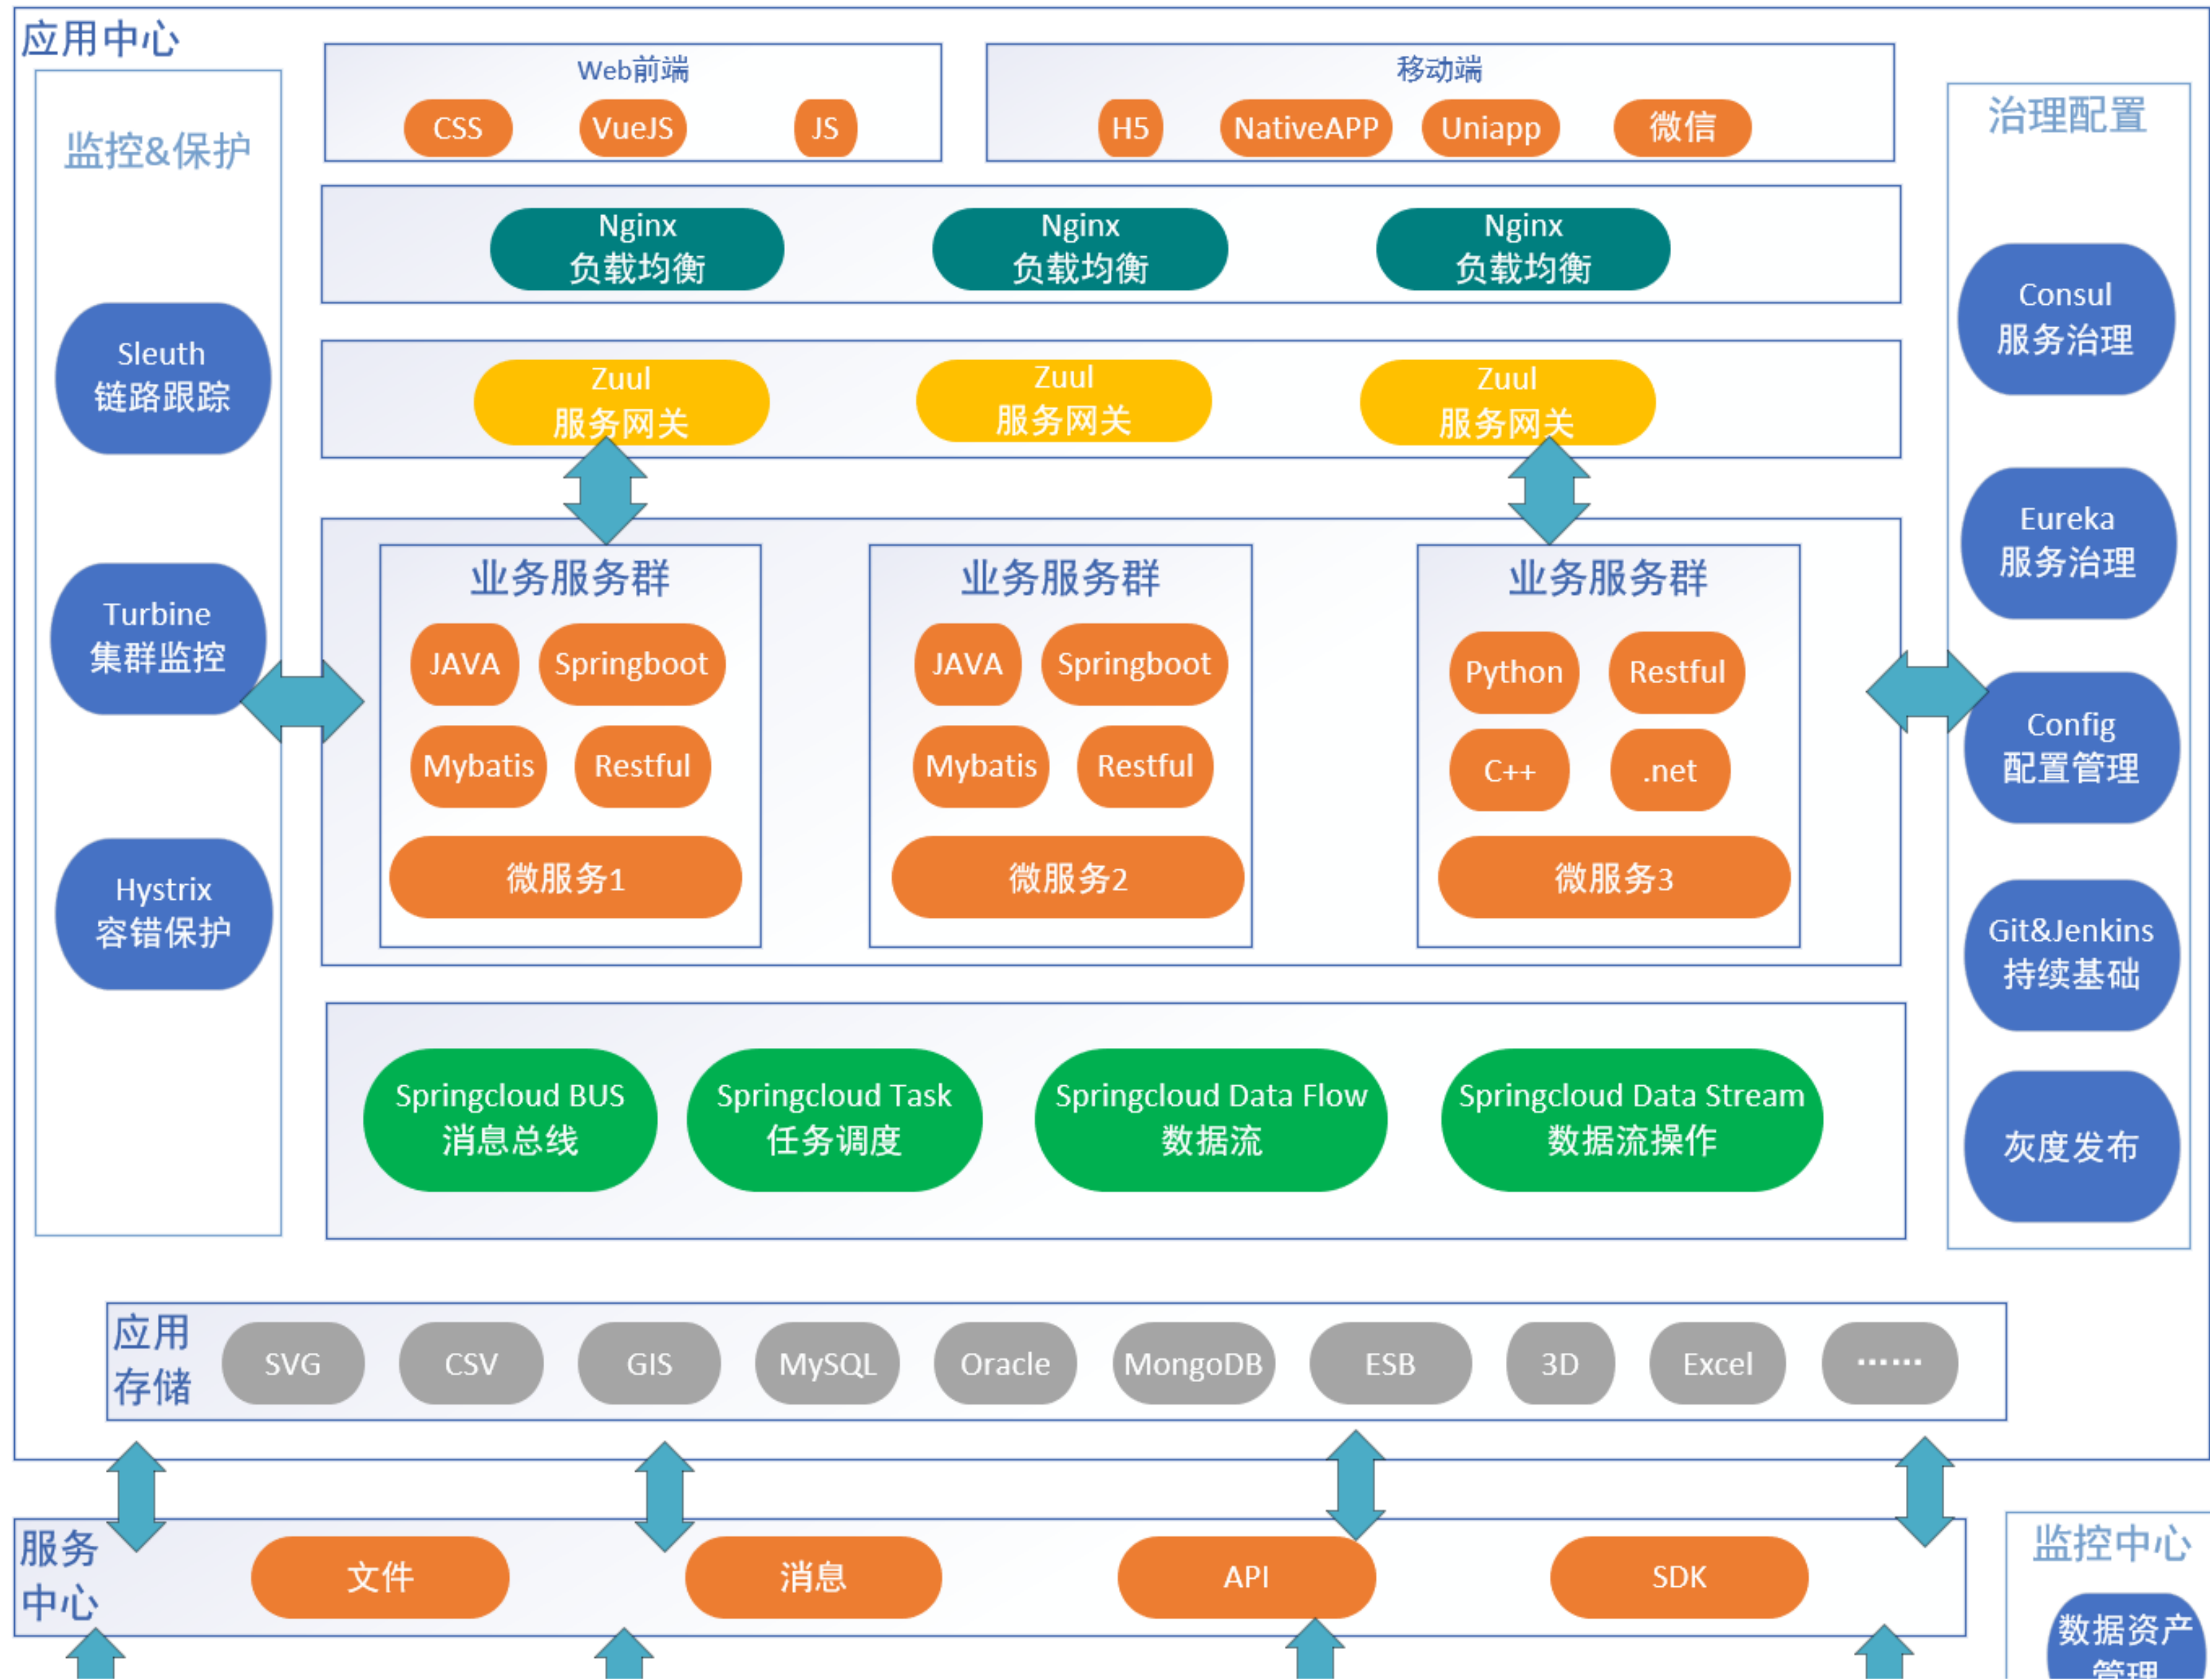 应用中心
监控&保护
Sleuth
链路跟踪
Turbine
集群监控
Hystrix
容错保护
Web前端
CSS
VueJS
JS
移动端
H5
NativeAPP
Uniapp
微信
Nginx
负载均衡
Nginx
负载均衡
Nginx
负载均衡
Zuul
服务网关
Zuul
服务网关
Zuul
服务网关
业务服务群
JAVA
Springboot
Mybatis
Restful
微服务1
业务服务群
JAVA
Springboot
Mybatis
Restful
微服务2
业务服务群
Python
Restful
C++
.net
微服务3
Springcloud BUS
消息总线
Springcloud Task
任务调度
Springcloud Data Flow
数据流
Springcloud Data Stream
数据流操作
治理配置
Consul
服务治理
Eureka
服务治理
Config
配置管理
Git&Jenkins
持续基础
灰度发布
应用
存储
SVG
CSV
GIS
MySQL
Oracle
MongoDB
ESB
3D
Excel
······
服务
中心
文件
消息
API
SDK
监控中心
数据资产
管理